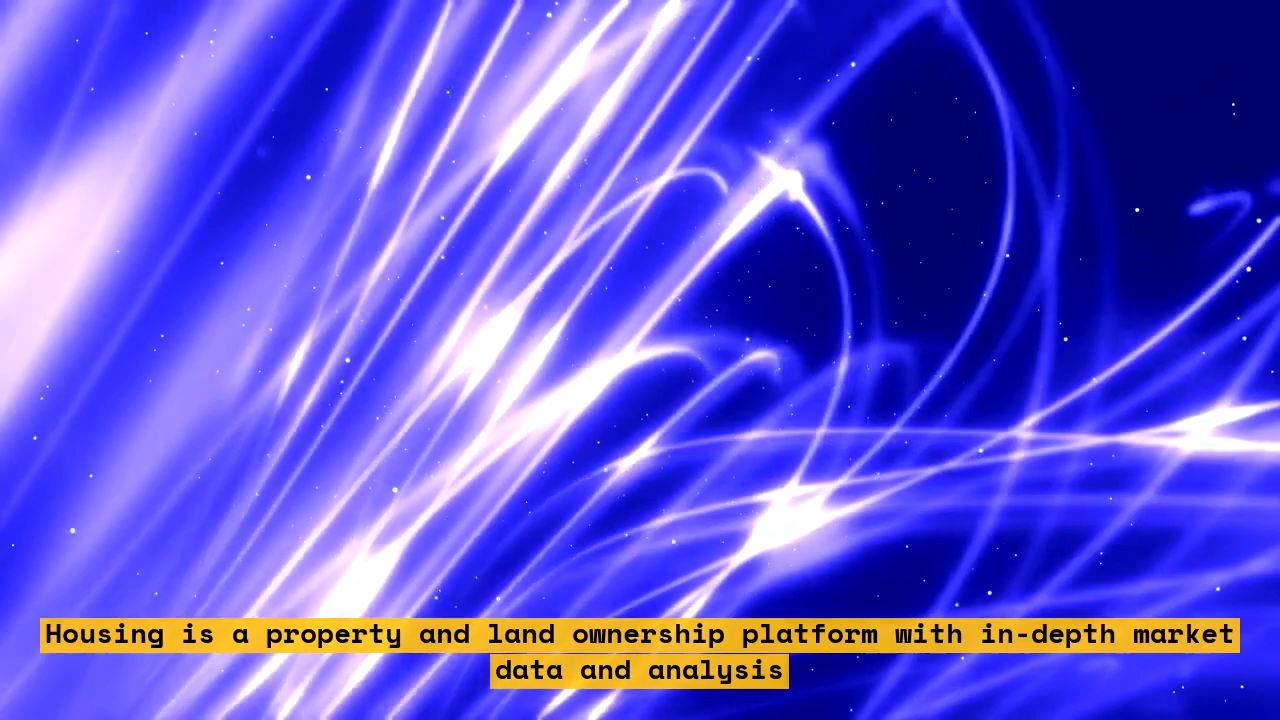 Housing is a property and land ownership platform with in-depth market
data and analysis